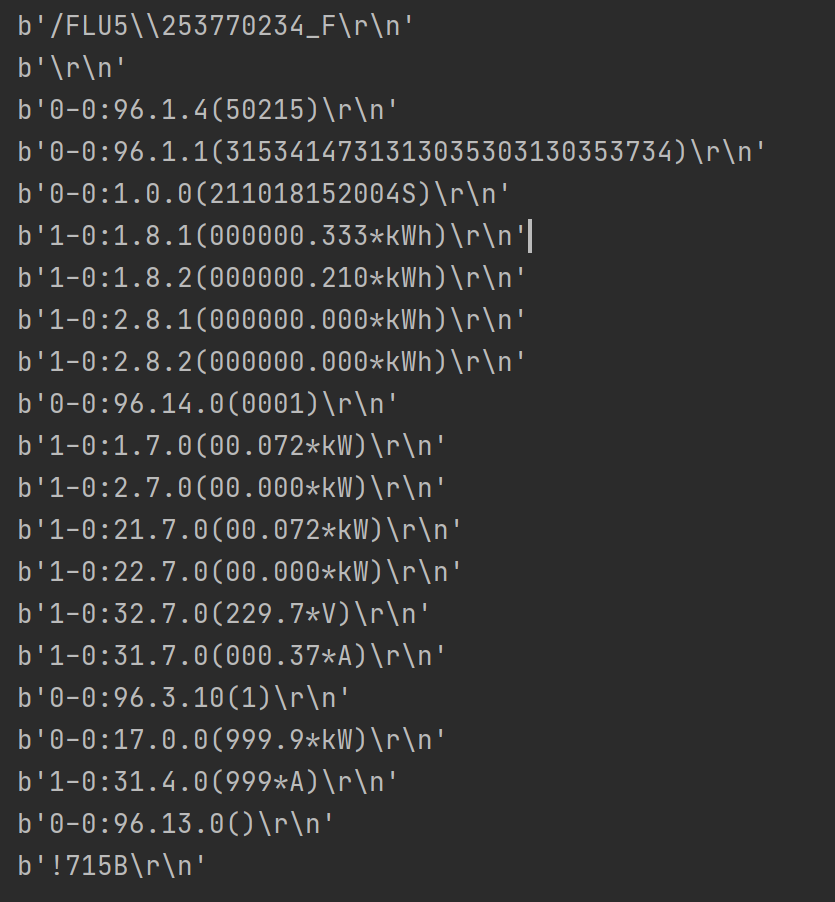 b'/FLU5\\253770234_F\r\n'
b'\r\n'
b'0-0:96.1.4(50215)\r\n'
b'0-0:96.1.1(3153414731313035303130353734)\r\n'
b'0-0:1.0.0(211018152004S)\r\n'
b'1-0:1.8.1(000000.333*kWh)\r\n'
b'1-0:1.8.2(000000.210*kWh)\r\n'
b'1-0:2.8.1(000000.000*kWh)\r\n'
b'1-0:2.8.2(000000.000*kWh)\r\n'
b'0-0:96.14.0(0001)\r\n'
b'1-0:1.7.0(00.072*kW)\r\n'
b'1-0:2.7.0(00.000*kW)\r\n'
b'1-0:21.7.0(00.072*kW)\r\n'
b'1-0:22.7.0(00.000*kW)\r\n'
b'1-0:32.7.0(229.7*V)\r\n'
b'1-0:31.7.0(000.37*A)\r\n'
b'0-0:96.3.10(1)\r\n'
b'0-0:17.0.0(999.9*kW)\r\n'
b'1-0:31.4.0(999*A)\r\n'
b'0-0:96.13.0()\r\n'
b'!715B\r\n'